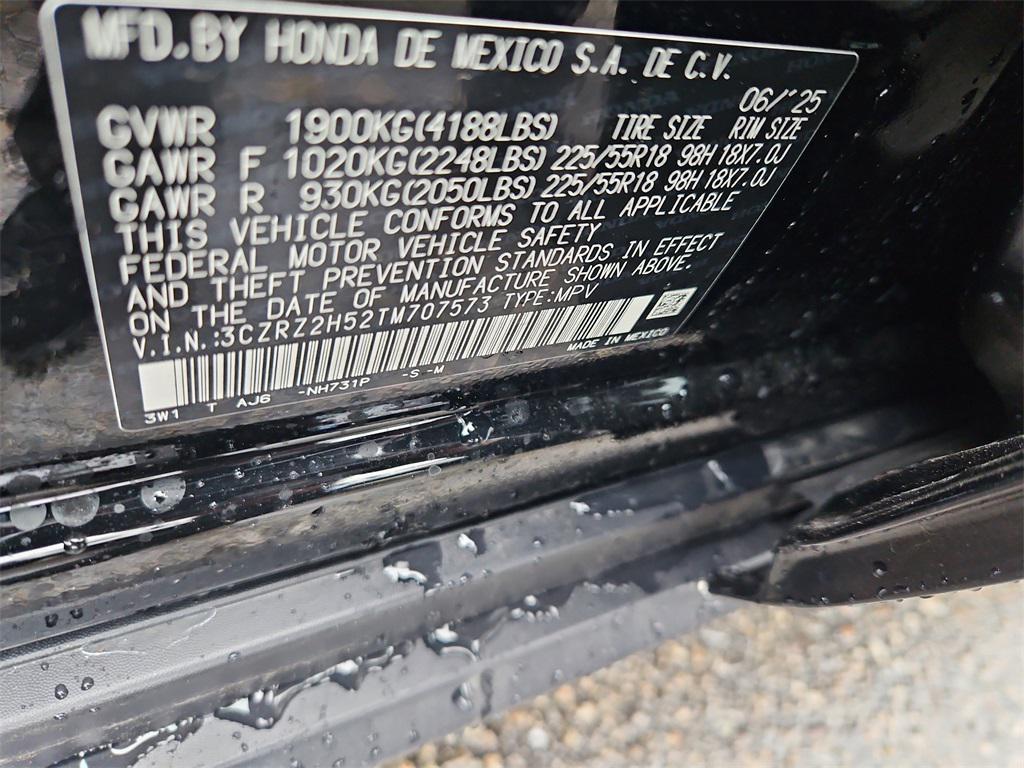 MFD.BY HONDA DE MEXICO S.A. DE C.V.
06/'25
GVWR 1900KG(4188LBS) TIRE SIZE RIM SIZE
GAWR F 1020KG(2248LBS) 225/55R18 98H 18X7.0J
GAWR R 930KG(2050LBS) 225/55R18 98H 18X7.0J
THIS VEHICLE CONFORMS TO ALL APPLICABLE
FEDERAL MOTOR VEHICLE SAFETY
AND THEFT PREVENTION STANDARDS IN EFFECT
ON THE DATE OF MANUFACTURE SHOWN ABOVE.
V.I.N.:3CZRZ2H52TM707573 TYPE:MPV
MADE IN MEXICO
3W1 T AJ6 -NH731P -S -M